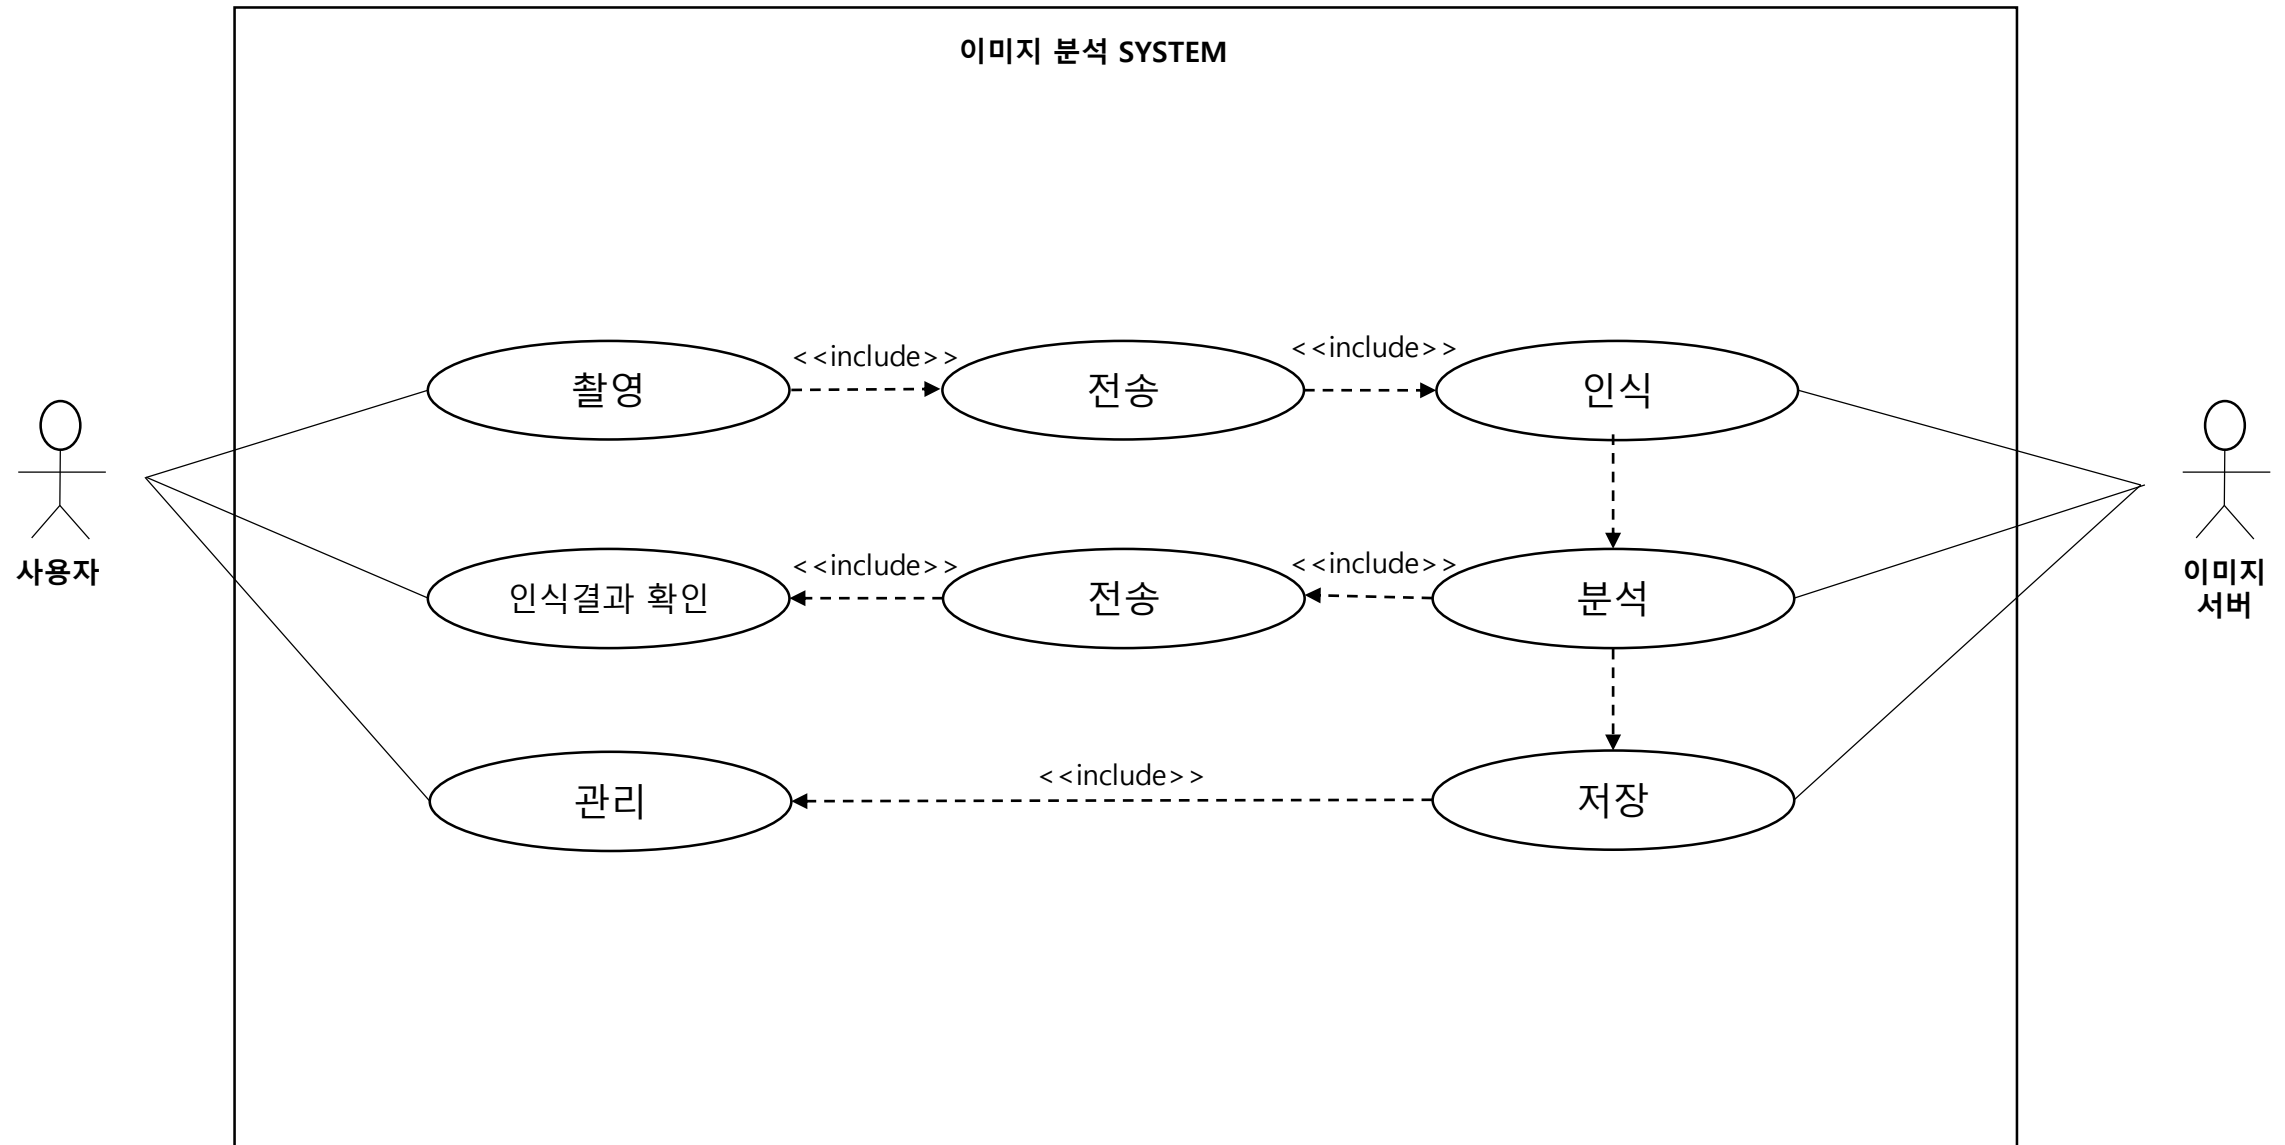 이미지 분석 SYSTEM
<<include>>
<<include>>
촬영
전송
인식
사용자
이미지
서버
<<include>>
<<include>>
인식결과 확인
전송
분석
<<include>>
관리
저장